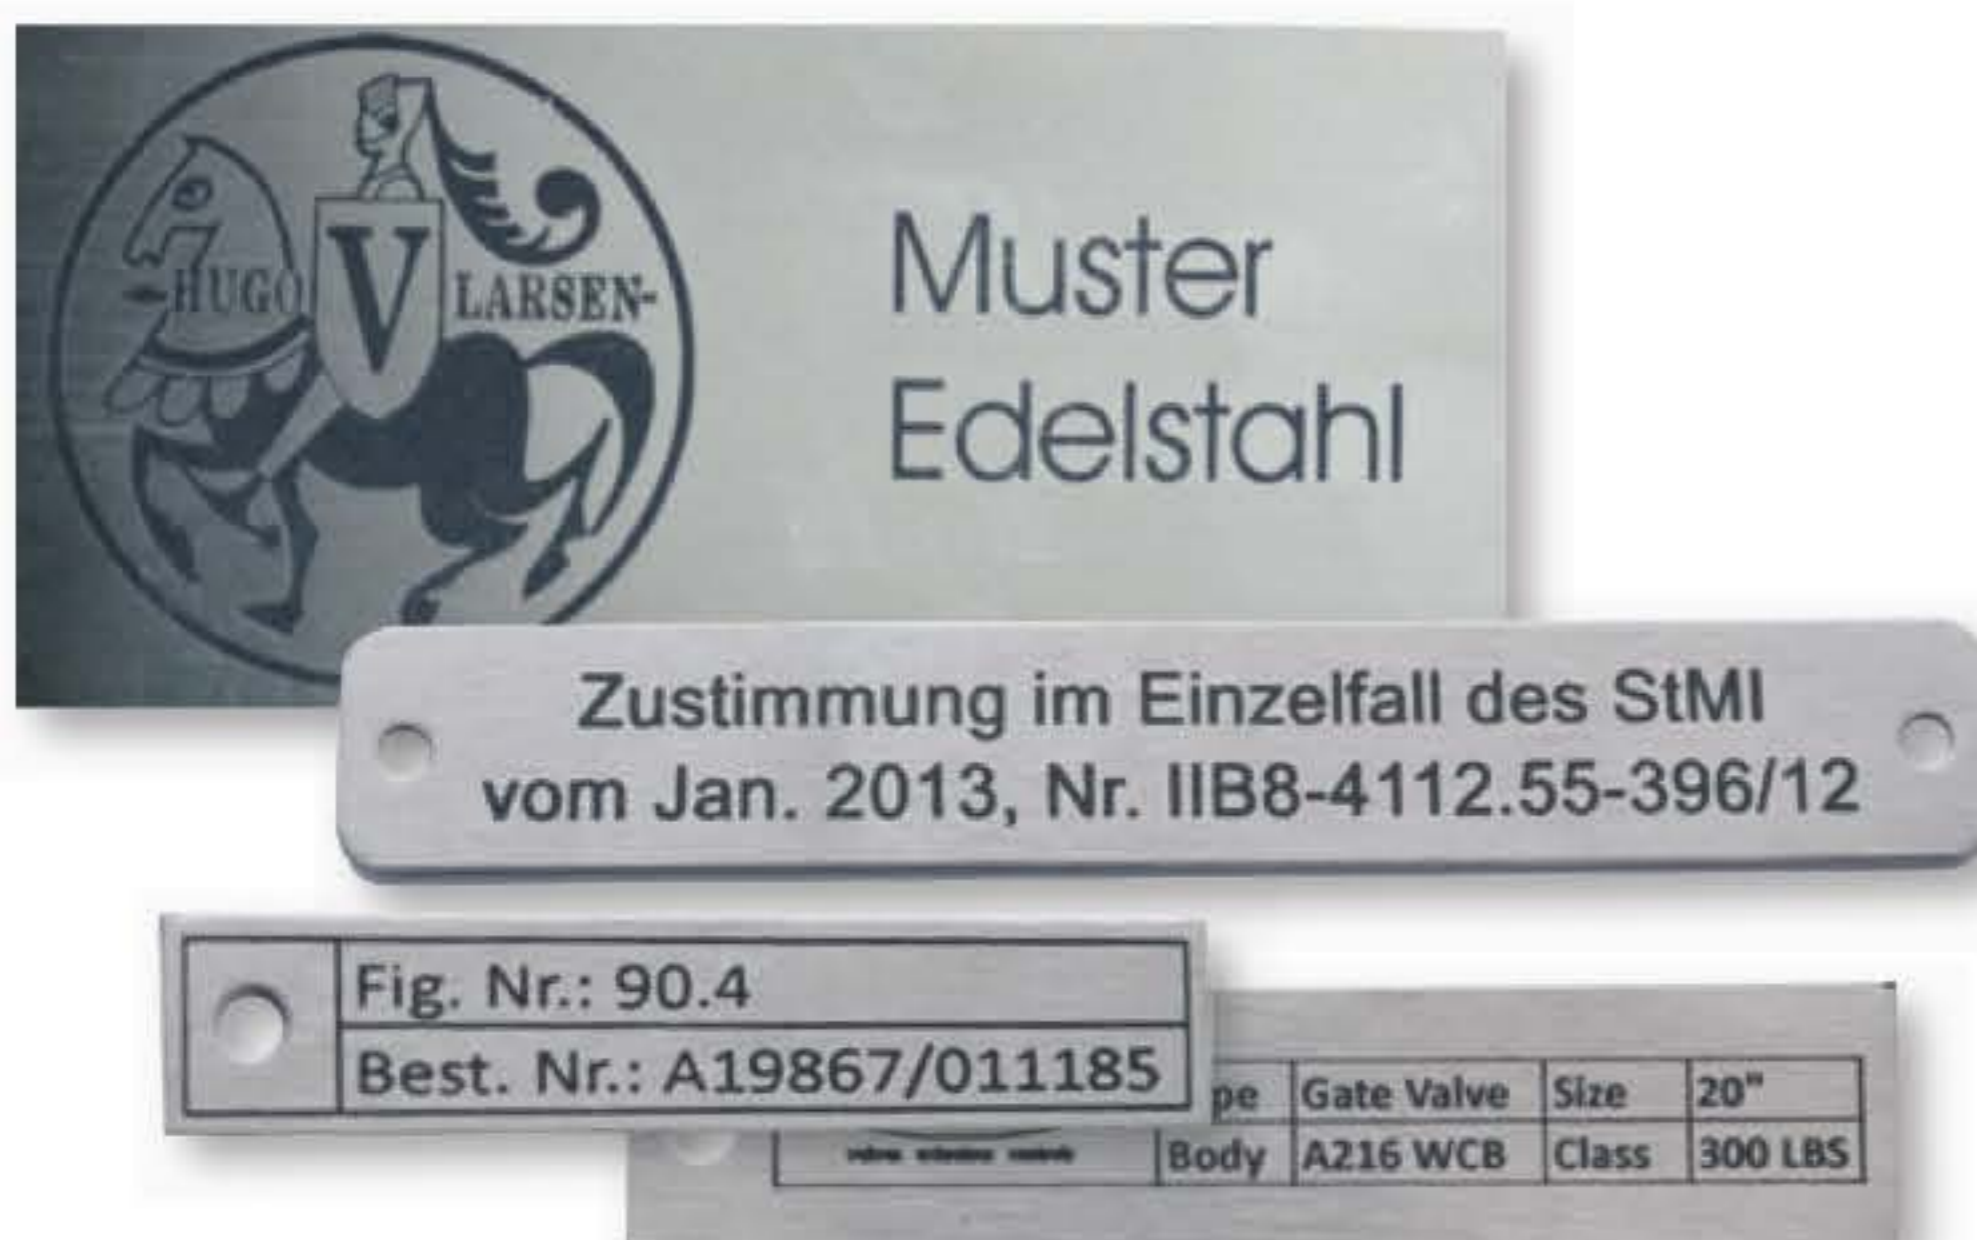 HUGO V LARSEN
Muster
Edelstahl
Zustimmung im Einzelfall des StMI
vom Jan. 2013, Nr. IIB8-4112.55-396/12
Fig. Nr.: 90.4
Best. Nr.: A19867/011185
pe Gate Valve Size 20"
Body A216 WCB Class 300 LBS